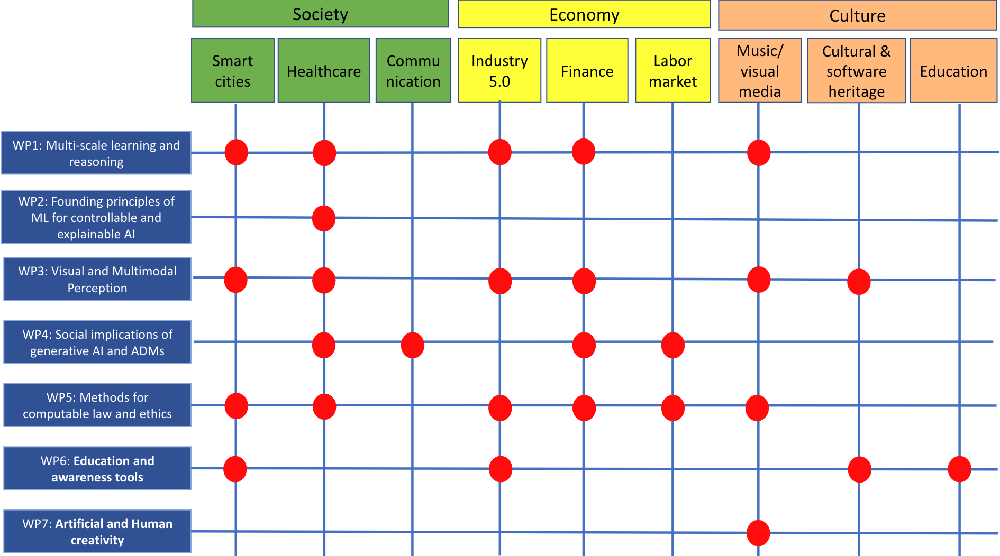 Society
Economy
Culture
Smart
cities
Healthcare
Commu
nication
Industry
5.0
Finance
Labor
market
Music/
visual
media
Cultural &
software
heritage
Education
WP1: Multi-scale learning and
reasoning
WP2: Founding principles of
ML for controllable and
explainable AI
WP3: Visual and Multimodal
Perception
WP4: Social implications of
generative AI and ADMs
WP5: Methods for
computable law and ethics
WP6: Education and
awareness tools
WP7: Artificial and Human
creativity